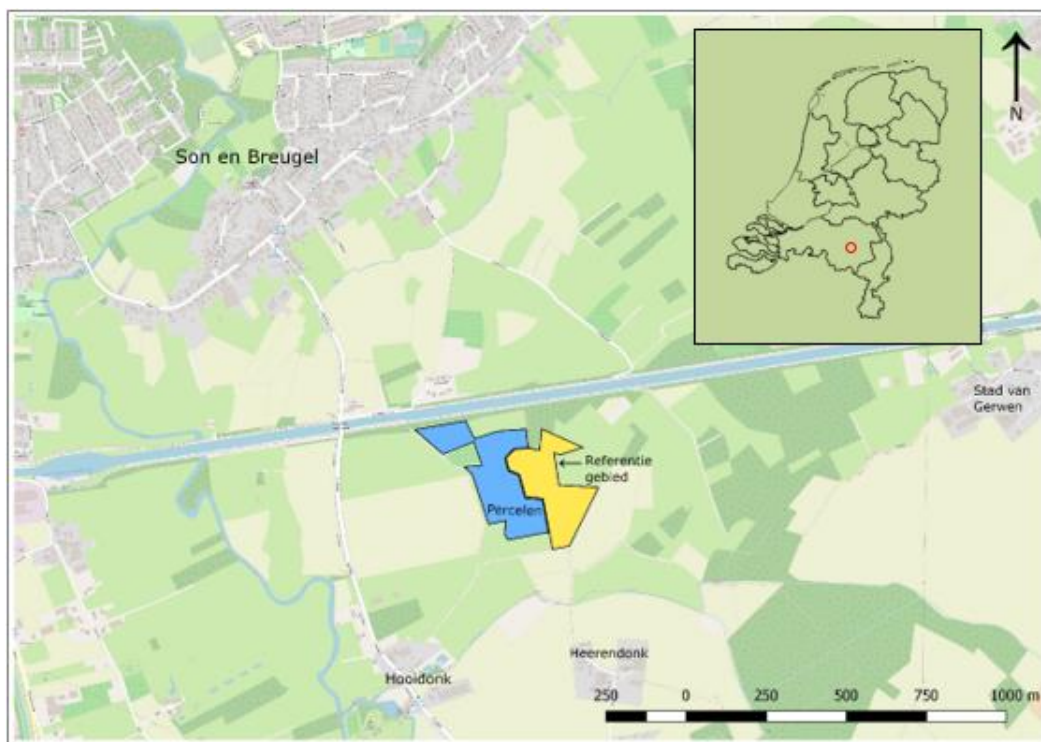 N
Son en Breugel
Stad van
Gerwen
Referentie
gebied
Percelen
Heerendonk
Hooidonk
250 0 250 500 750 1000 m